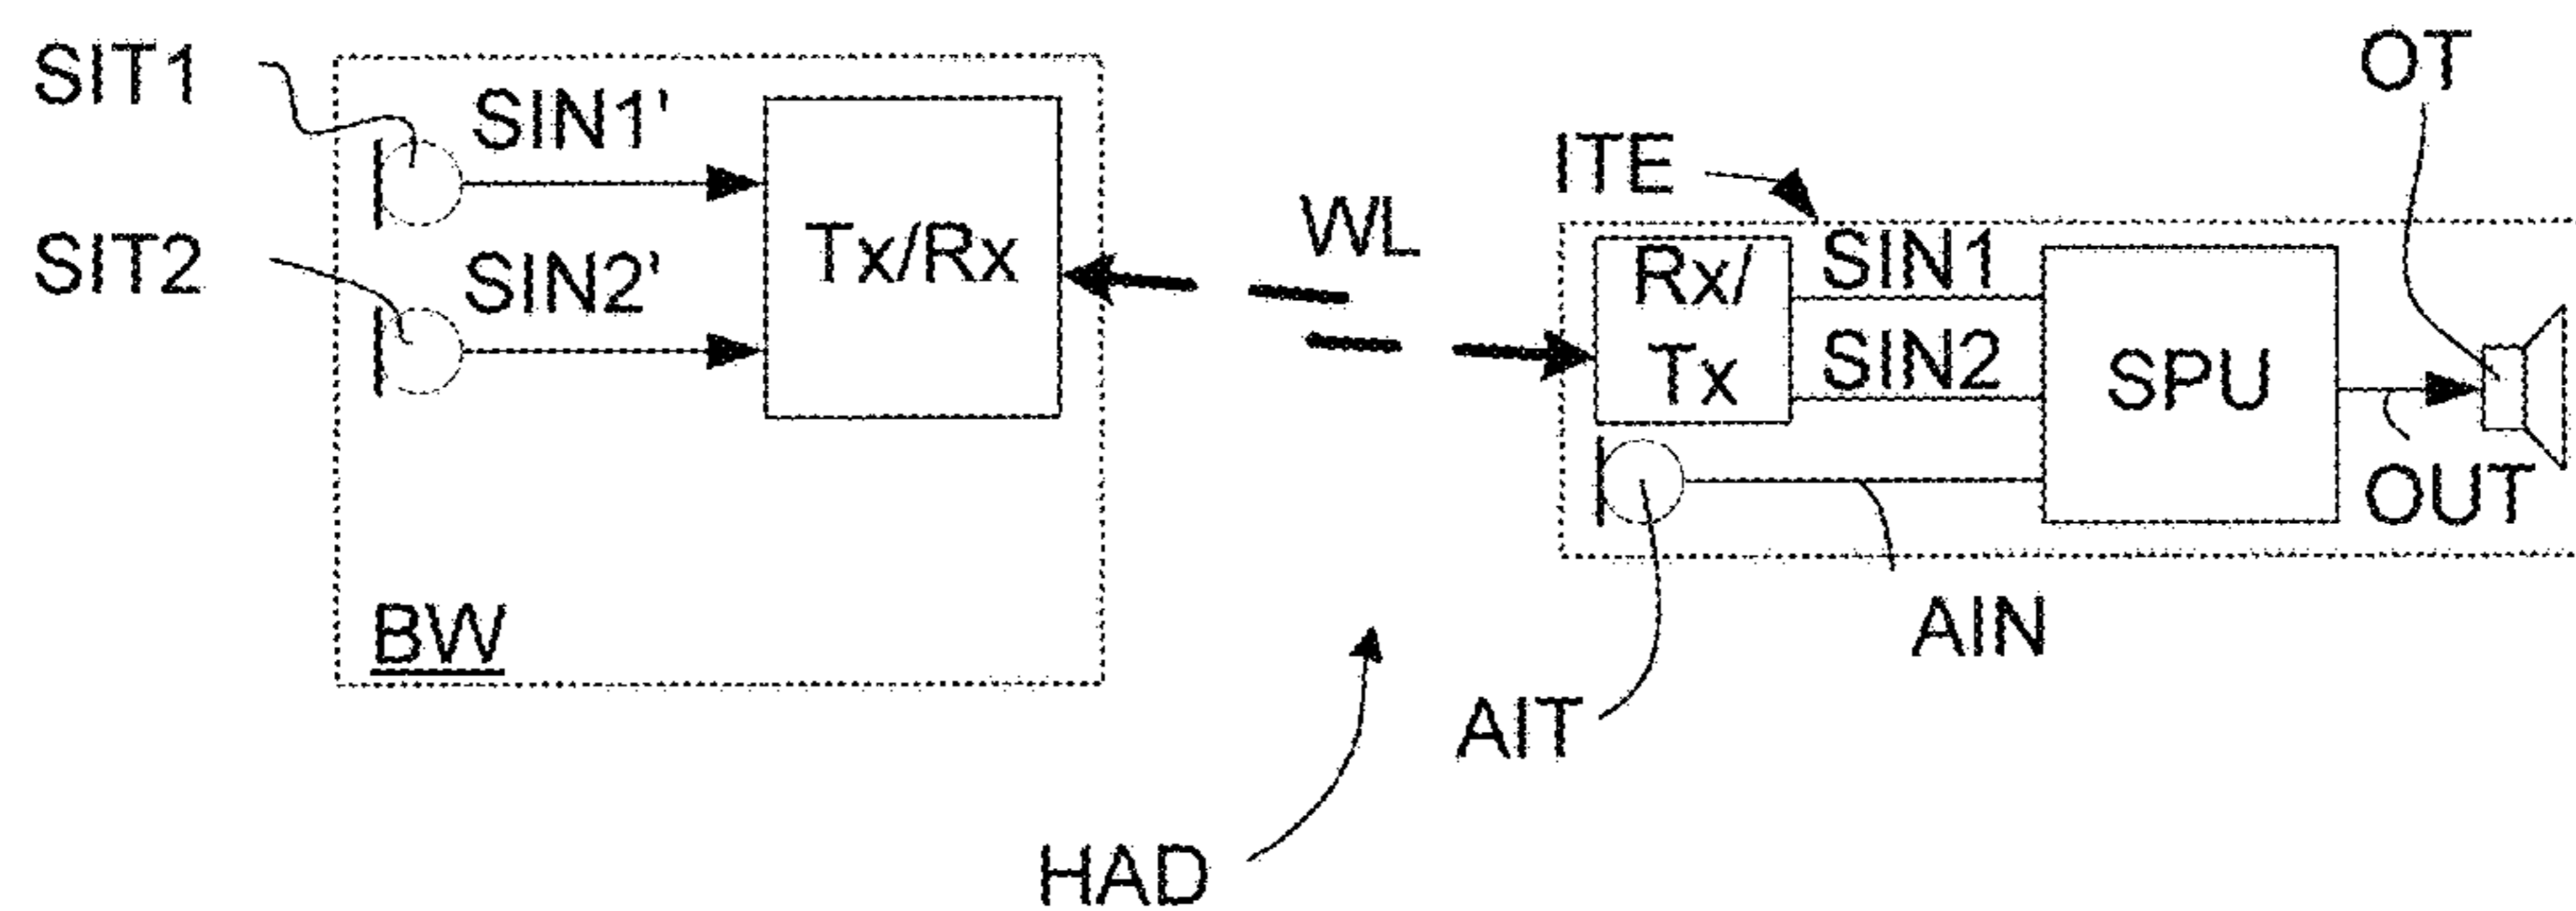 SIT1
SIN1'
OT
ITE
SIT2
SIN2'
Tx/Rx
WL
Rx/
Tx
SIN1
SIN2
SPU
OUT
BW
AIN
AIT
HAD